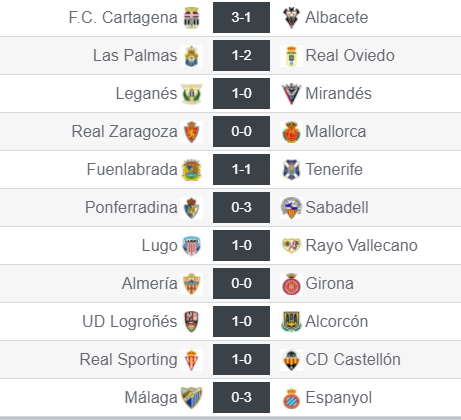 F.C. Cartagena 3-1 Albacete
Las Palmas 1-2 Real Oviedo
Leganés 1-0 Mirandés
Real Zaragoza 0-0 Mallorca
Fuenlabrada 1-1 Tenerife
Ponferradina 0-3 Sabadell
Lugo 1-0 Rayo Vallecano
Almería 0-0 Girona
UD Logroñés 1-0 Alcorcón
Real Sporting 1-0 CD Castellón
Málaga 0-3 Espanyol